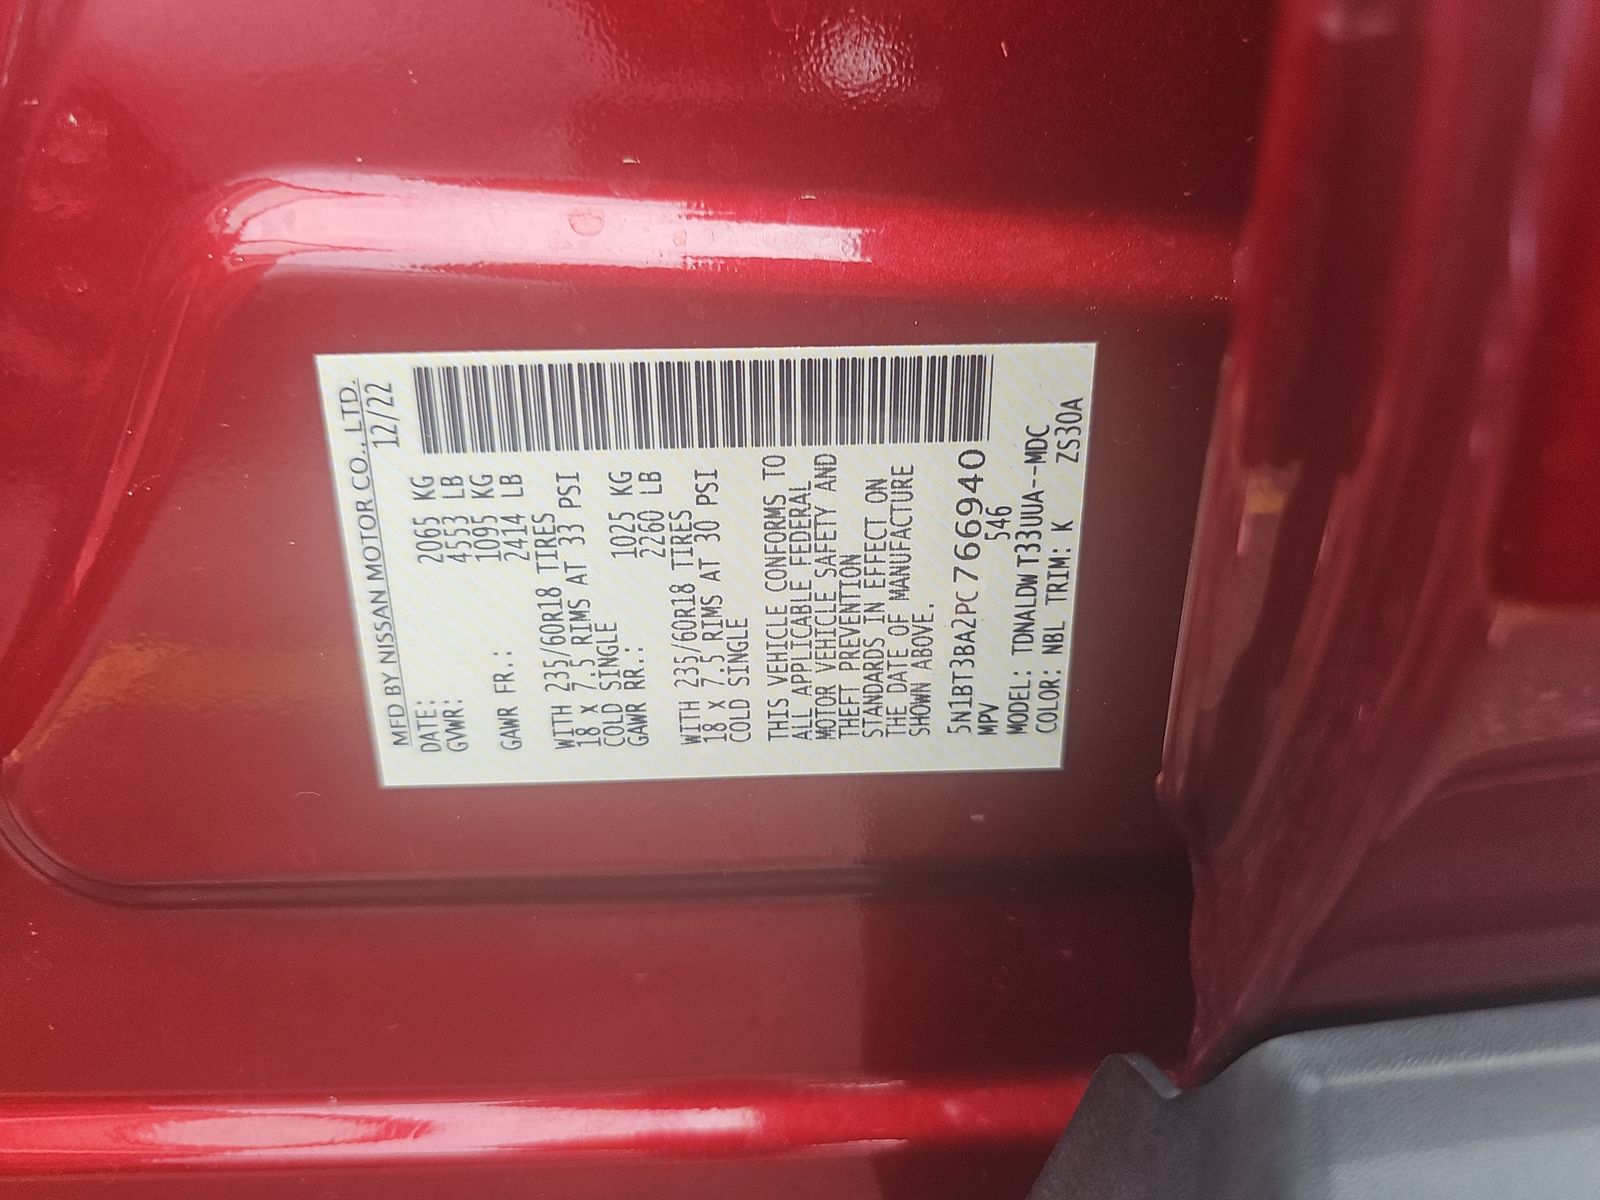 MFD BY NISSAN MOTOR CO., LTD.
DATE: 12/22
GVWR: 2065 KG
4553 LB
GAWR FR.: 1095 KG
2414 LB
WITH 235/60R18 TIRES
18 X 7.5 RIMS AT 33 PSI
COLD SINGLE
GAWR RR.: 1025 KG
2260 LB
WITH 235/60R18 TIRES
18 X 7.5 RIMS AT 30 PSI
COLD SINGLE
THIS VEHICLE CONFORMS TO
ALL APPLICABLE FEDERAL
MOTOR VEHICLE SAFETY AND
THEFT PREVENTION
STANDARDS IN EFFECT ON
THE DATE OF MANUFACTURE
SHOWN ABOVE.
5N1BT3BA2PC766940
MPV 546
MODEL: TDNALDWT33UUA--MDC
COLOR: NBL TRIM: K ZS30A